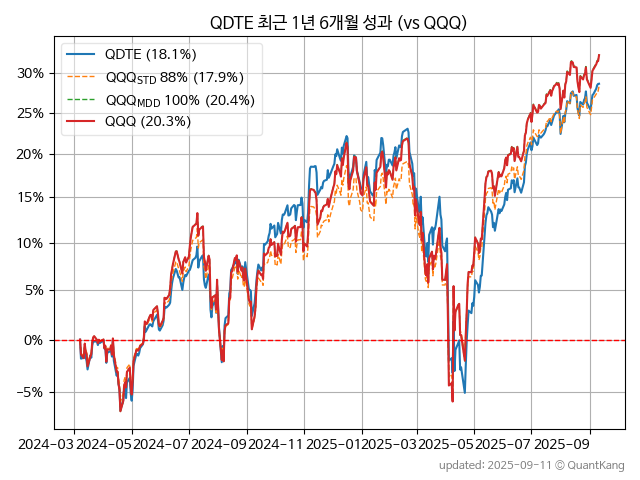 QDTE 최근 1년 6개월 성과 (vs QQQ)
QDTE (18.1%)
QQQSTD 88% (17.9%)
QQQMDD 100% (20.4%)
QQQ (20.3%)
30%
25%
20%
15%
10%
5%
0%
−5%
2024−03 2024−05 2024−07 2024−09 2024−11 2025−01 2025−03 2025−05 2025−07 2025−09
updated: 2025−09−11 © QuantKang